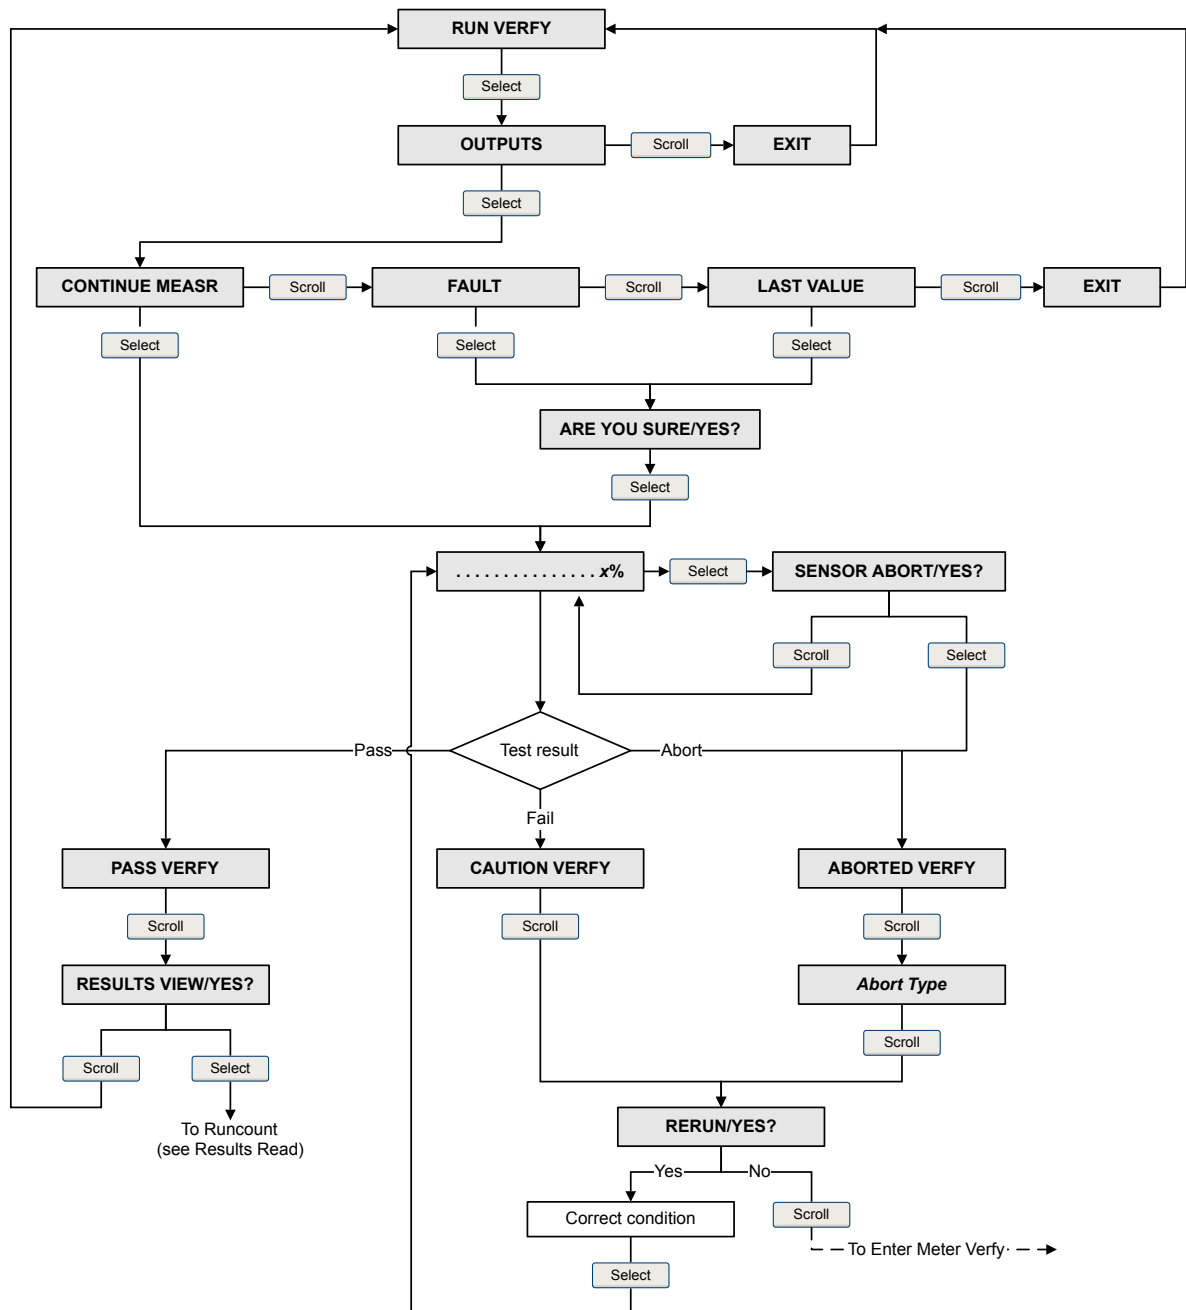 RUN VERFY
Select
OUTPUTS
Scroll
EXIT
Select
CONTINUE MEASR
Scroll
FAULT
Scroll
LAST VALUE
Scroll
EXIT
Select
Select
Select
ARE YOU SURE/YES?
Select
. . . . . . . . . . . . . . . x%
Select
SENSOR ABORT/YES?
Scroll
Select
Pass
Test result
Abort
Fail
PASS VERFY
CAUTION VERFY
ABORTED VERFY
Scroll
Scroll
Scroll
RESULTS VIEW/YES?
Abort Type
Scroll
Select
Scroll
To Runcount
(see Results Read)
RERUN/YES?
Yes
No
Correct condition
Scroll
To Enter Meter Verfy
Select